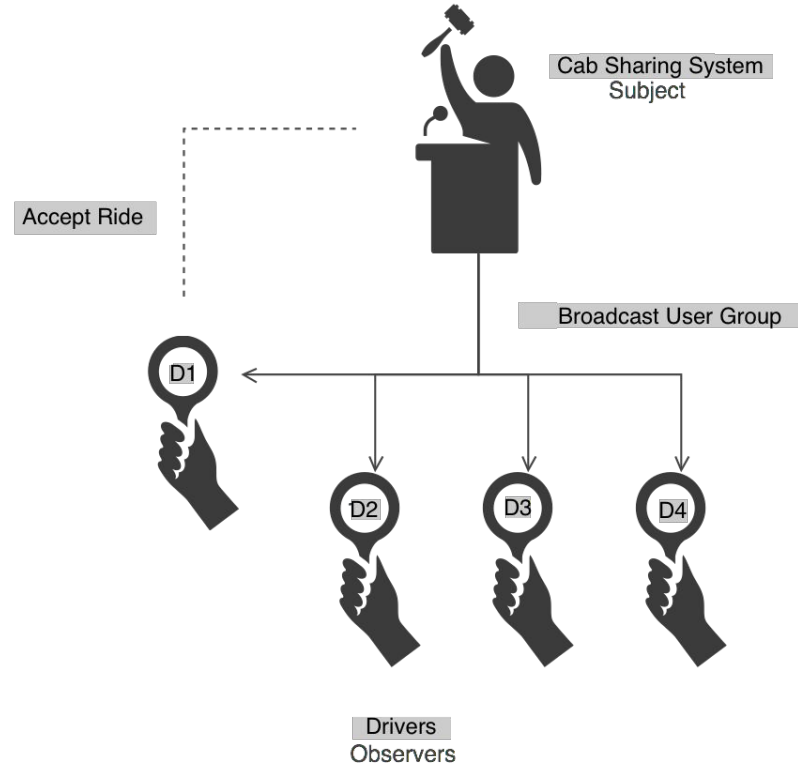 Cab Sharing System
Subject
Accept Ride
Broadcast User Group
D1
D2
D3
D4
Drivers
Observers